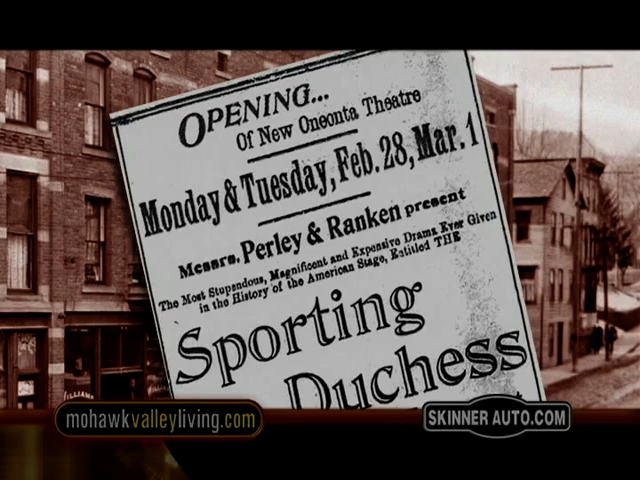 OPENING...
Of New Oneonta Theatre
Monday & Tuesday, Feb. 28, Mar. 1
Messrs. Perley & Ranken present
The Most Stupendous, Magnificent and Expensive Drama Ever Given
in the History of the American Stage, Entitled THE
Sporting
Duchess
mohawkvalleyliving.com
SKINNER AUTO.COM